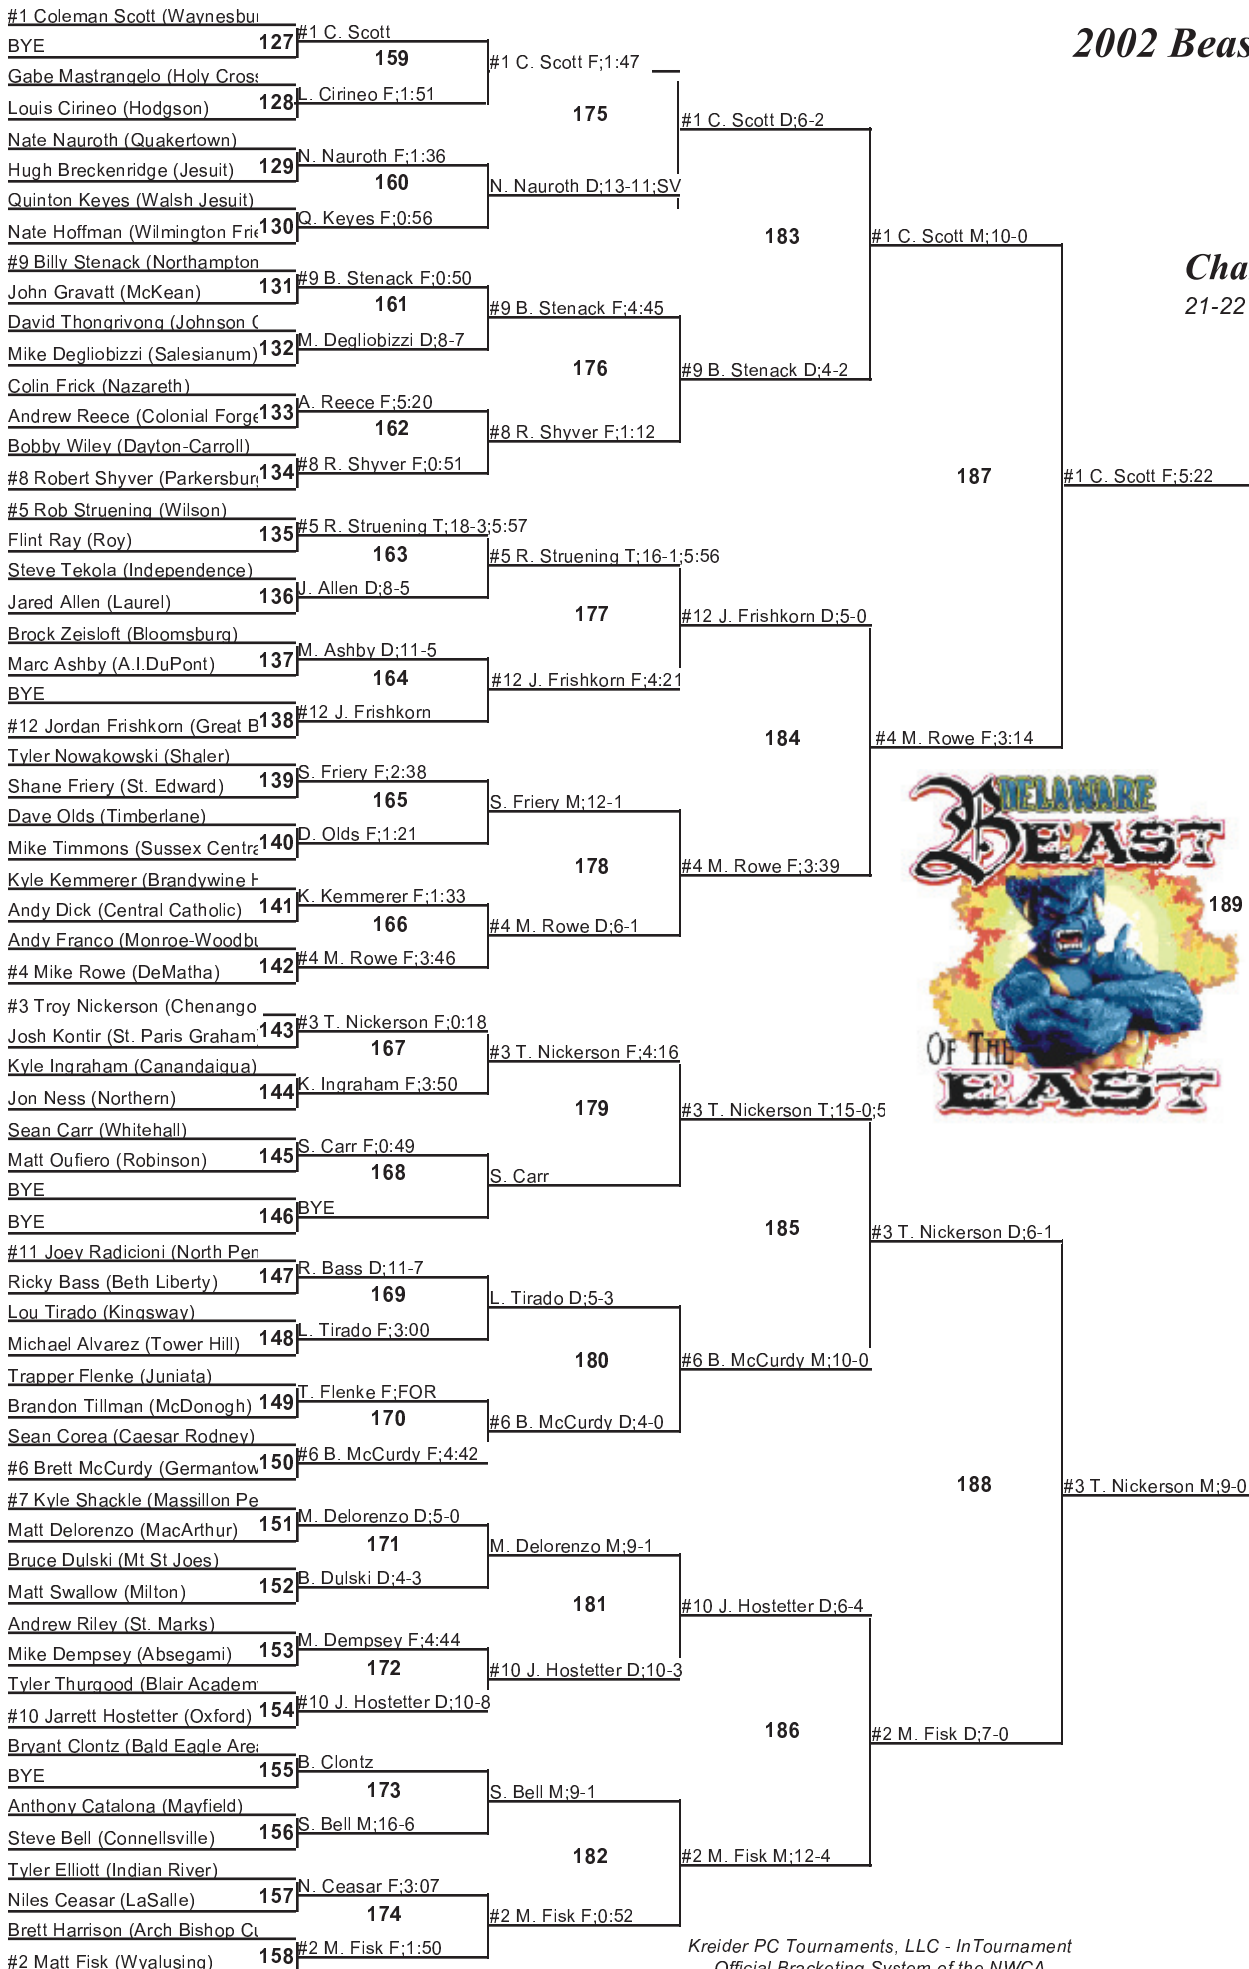 #1 Coleman Scott (Waynesbu
BYE
127
Gabe Mastrangelo (Holy Cross
Louis Cirineo (Hodgson)
128
Nate Nauroth (Quakertown)
Hugh Breckenridge (Jesuit)
129
Quinton Keyes (Walsh Jesuit)
Nate Hoffman (Wilmington Frie
130
#9 Billy Stenack (Northampton
John Gravatt (McKean)
131
David Thongrivong (Johnson C
Mike Degliobizzi (Salesianum)
132
Colin Frick (Nazareth)
Andrew Reece (Colonial Forge
133
Bobby Wiley (Dayton-Carroll)
#8 Robert Shyver (Parkersburg
134
#5 Rob Struening (Wilson)
Flint Ray (Roy)
135
Steve Tekola (Independence)
Jared Allen (Laurel)
136
Brock Zeisloft (Bloomsburg)
Marc Ashby (A.I.DuPont)
137
BYE
#12 Jordan Frishkorn (Great B
138
Tyler Nowakowski (Shaler)
Shane Friery (St. Edward)
139
Dave Olds (Timberlane)
Mike Timmons (Sussex Centra
140
Kyle Kemmerer (Brandywine H
Andy Dick (Central Catholic)
141
Andy Franco (Monroe-Woodbu
#4 Mike Rowe (DeMatha)
142
#3 Troy Nickerson (Chenango
Josh Kontir (St. Paris Graham
143
Kyle Ingraham (Canandaigua)
Jon Ness (Northern)
144
Sean Carr (Whitehall)
Matt Oufiero (Robinson)
145
BYE
BYE
146
#11 Joey Radicioni (North Pen
Ricky Bass (Beth Liberty)
147
Lou Tirado (Kingsway)
Michael Alvarez (Tower Hill)
148
Trapper Flenke (Juniata)
Brandon Tillman (McDonogh)
149
Sean Corea (Caesar Rodney)
#6 Brett McCurdy (Germantow
150
#7 Kyle Shackle (Massillon Pe
Matt Delorenzo (MacArthur)
151
Bruce Dulski (Mt St Joes)
Matt Swallow (Milton)
152
Andrew Riley (St. Marks)
Mike Dempsey (Absegami)
153
Tyler Thurgood (Blair Academ
#10 Jarrett Hostetter (Oxford)
154
Bryant Clontz (Bald Eagle Area
BYE
155
Anthony Catalona (Mayfield)
Steve Bell (Connellsville)
156
Tyler Elliott (Indian River)
Niles Ceasar (LaSalle)
157
Brett Harrison (Arch Bishop Cu
#2 Matt Fisk (Wyalusing)
158
#1 C. Scott
159
L. Cirineo F;1:51
N. Nauroth F;1:36
160
Q. Keyes F;0:56
#9 B. Stenack F;0:50
161
M. Degliobizzi D;8-7
A. Reece F;5:20
162
#8 R. Shyver F;0:51
#5 R. Struening T;18-3;5:57
163
J. Allen D;8-5
M. Ashby D;11-5
164
#12 J. Frishkorn
S. Friery F;2:38
165
D. Olds F;1:21
K. Kemmerer F;1:33
166
#4 M. Rowe F;3:46
#3 T. Nickerson F;0:18
167
K. Ingraham F;3:50
S. Carr F;0:49
168
BYE
R. Bass D;11-7
169
L. Tirado F;3:00
T. Flenke F;FOR
170
#6 B. McCurdy F;4:42
M. Delorenzo D;5-0
171
B. Dulski D;4-3
M. Dempsey F;4:44
172
#10 J. Hostetter D;10-8
B. Clontz
173
S. Bell M;16-6
N. Ceasar F;3:07
174
#2 M. Fisk F;1:50
#1 C. Scott F;1:47
175
N. Nauroth D;13-11;SV
#9 B. Stenack F;4:45
176
#8 R. Shyver F;1:12
#5 R. Struening T;16-1;5:56
177
#12 J. Frishkorn F;4:21
S. Friery M;12-1
178
#4 M. Rowe D;6-1
#3 T. Nickerson F;4:16
179
S. Carr
L. Tirado D;5-3
180
#6 B. McCurdy D;4-0
M. Delorenzo M;9-1
181
#10 J. Hostetter D;10-3
S. Bell M;9-1
182
#2 M. Fisk F;0:52
#1 C. Scott D;6-2
183
#9 B. Stenack D;4-2
#12 J. Frishkorn D;5-0
184
#4 M. Rowe F;3:39
#3 T. Nickerson T;15-0;5
185
#6 B. McCurdy M;10-0
#10 J. Hostetter D;6-4
186
#2 M. Fisk M;12-4
#1 C. Scott M;10-0
187
#4 M. Rowe F;3:14
#3 T. Nickerson D;6-1
188
#2 M. Fisk D;7-0
#1 C. Scott F;5:22
189
#3 T. Nickerson M;9-0
2002 Beas
Cha
21-22
DELAWARE
BEAST
OF THE
EAST
Kreider PC Tournaments, LLC - InTournament
Official Bracketing System of the NWCA